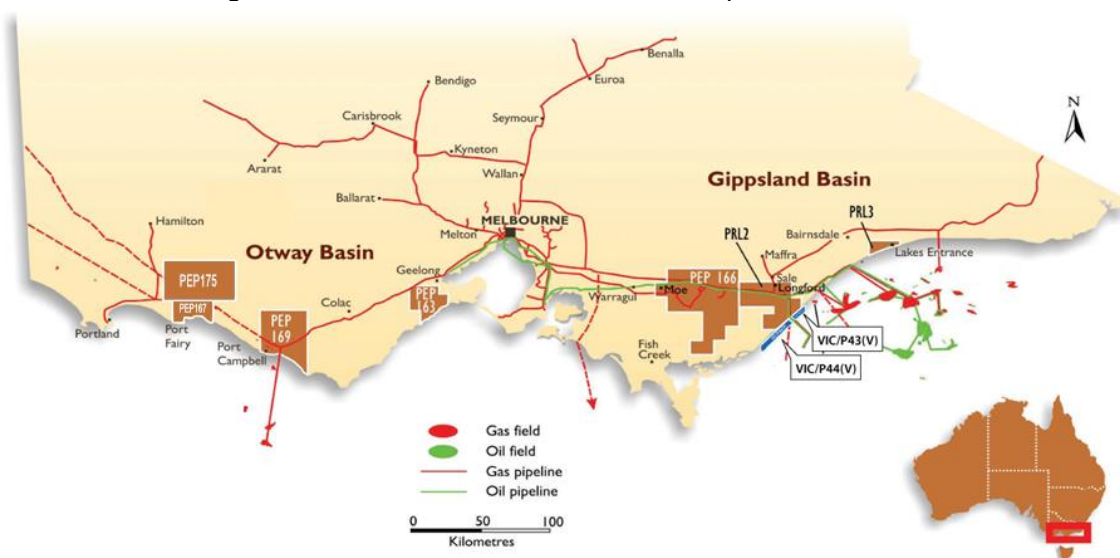 Benalla
Euroa
Bendigo
Carisbrook
Seymour
Kyneton
Ararat
Wallan
N
Gippsland Basin
Ballarat
MELBOURNE
Hamilton
Melton
PRL3
Bairnsdale
PRL2
Lakes Entrance
Otway Basin
Maffra
Geelong
Sale
PEP175
PEP 166
Longford
PEP
163
Moe
Warragul
Colac
PEP167
Portland
Port
Fairy
PEP
169
Port
Campbell
Fish
Creek
VIC/P43(V)
VIC/P44(V)
Gas field
Oil field
Gas pipeline
Oil pipeline
0 50 100
Kilometres